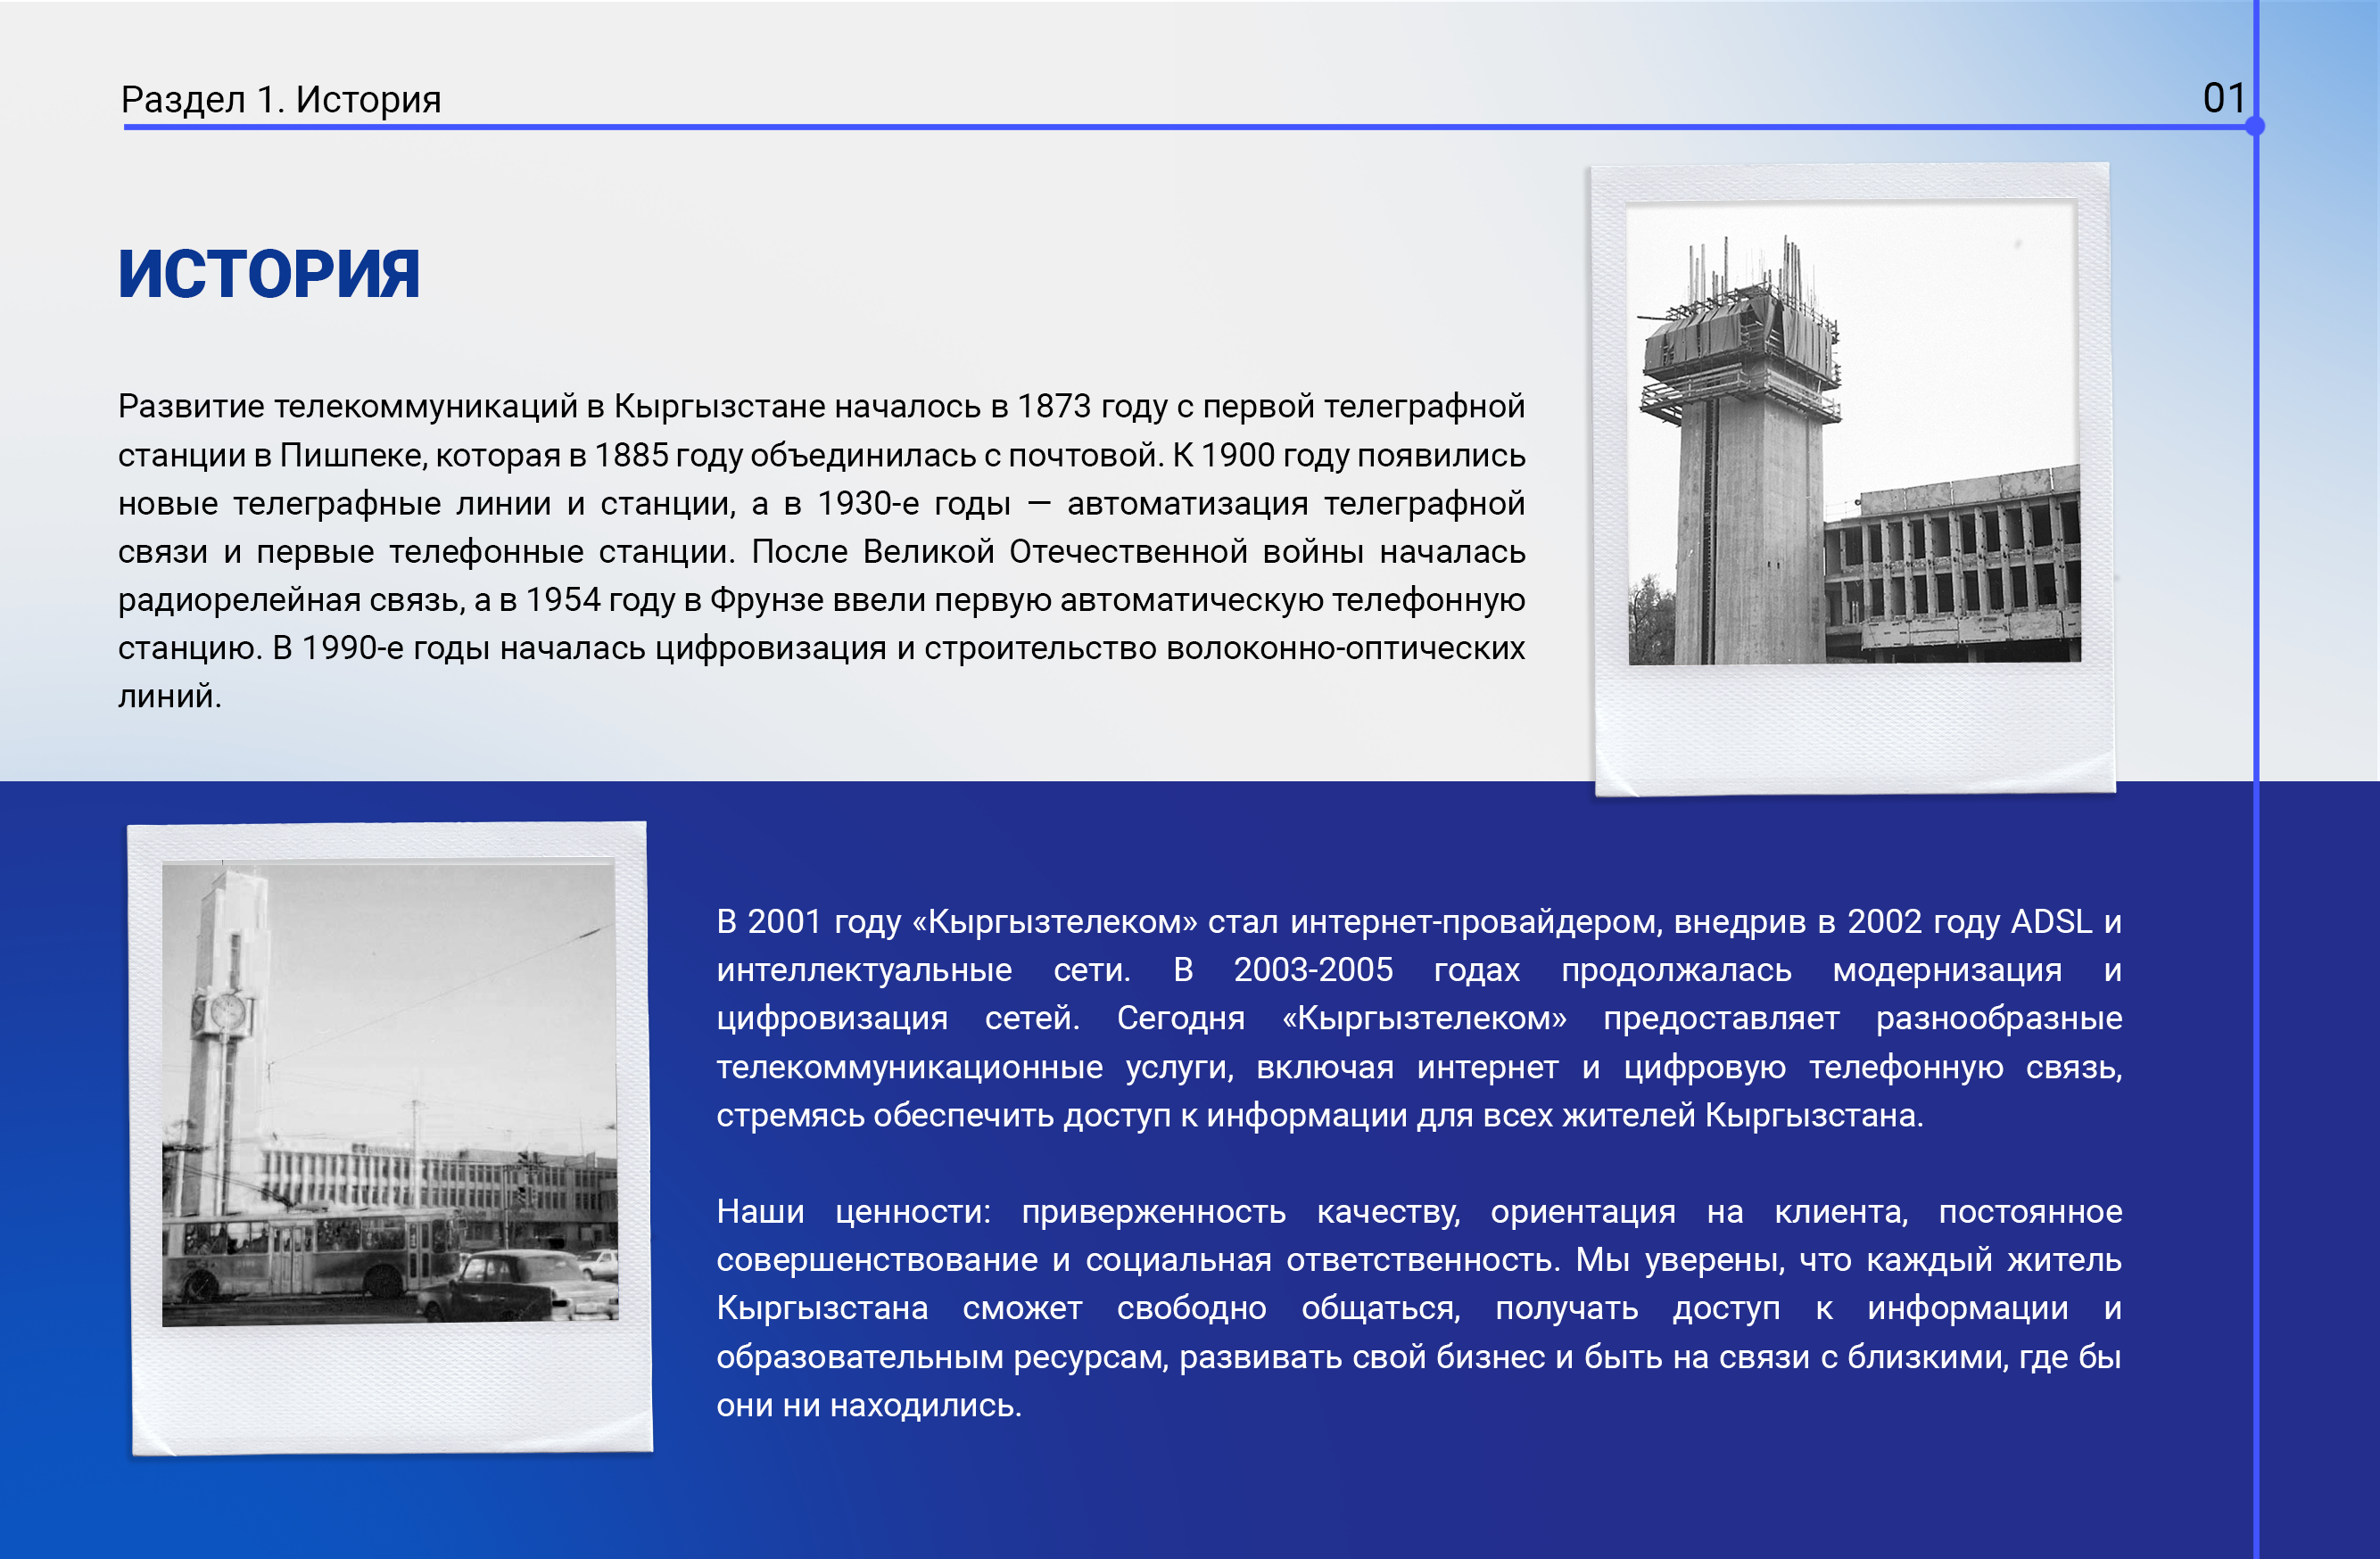 Раздел 1. История
01
ИСТОРИЯ
Развитие телекоммуникаций в Кыргызстане началось в 1873 году с первой телеграфной
станции в Пишпеке, которая в 1885 году объединилась с почтовой. К 1900 году появились
новые телеграфные линии и станции, а в 1930-е годы — автоматизация телеграфной
связи и первые телефонные станции. После Великой Отечественной войны началась
радиорелейная связь, а в 1954 году в Фрунзе ввели первую автоматическую телефонную
станцию. В 1990-е годы началась цифровизация и строительство волоконно-оптических
линий.
В 2001 году «Кыргызтелеком» стал интернет-провайдером, внедрив в 2002 году ADSL и
интеллектуальные сети. В 2003-2005 годах продолжалась модернизация и
цифровизация сетей. Сегодня «Кыргызтелеком» предоставляет разнообразные
телекоммуникационные услуги, включая интернет и цифровую телефонную связь,
стремясь обеспечить доступ к информации для всех жителей Кыргызстана.
Наши ценности: приверженность качеству, ориентация на клиента, постоянное
совершенствование и социальная ответственность. Мы уверены, что каждый житель
Кыргызстана сможет свободно общаться, получать доступ к информации и
образовательным ресурсам, развивать свой бизнес и быть на связи с близкими, где бы
они ни находились.